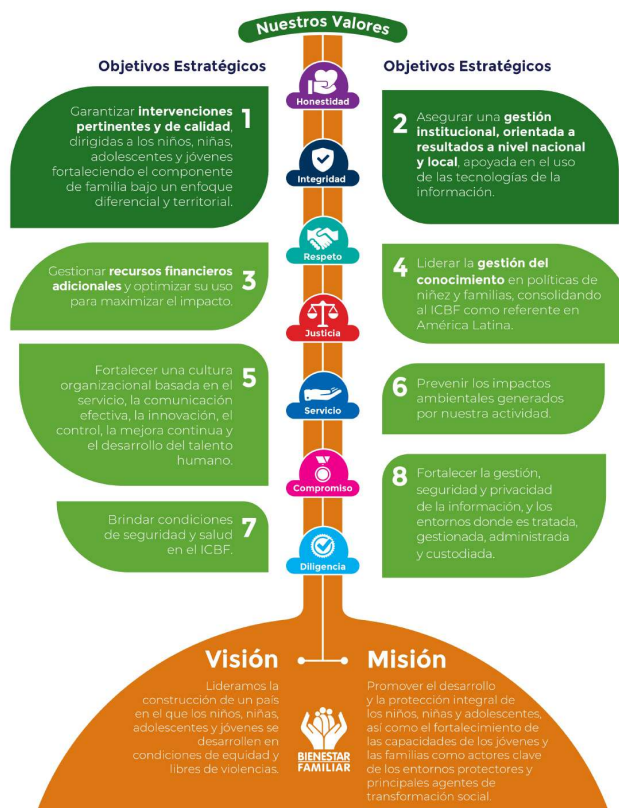 Nuestros Valores
Objetivos Estratégicos
Objetivos Estratégicos
Honestidad
Integridad
Respeto
Justicia
Servicio
Compromiso
Diligencia
1
Garantizar intervenciones
pertinentes y de calidad,
dirigidas a los niños, niñas,
adolescentes y jóvenes
fortaleciendo el componente
de familia bajo un enfoque
diferencial y territorial.
2
Asegurar una gestión
institucional, orientada a
resultados a nivel nacional
y local, apoyada en el uso
de las tecnologías de la
información.
3
Gestionar recursos financieros
adicionales y optimizar su uso
para maximizar el impacto.
4
Liderar la gestión del
conocimiento en políticas de
niñez y familias, consolidando
al ICBF como referente en
América Latina.
5
Fortalecer una cultura
organizacional basada en el
servicio, la comunicación
efectiva, la innovación, el
control, la mejora continua y
el desarrollo del talento
humano.
6
Prevenir los impactos
ambientales generados
por nuestra actividad.
7
Brindar condiciones
de seguridad y salud
en el ICBF.
8
Fortalecer la gestión,
seguridad y privacidad
de la información, y los
entornos donde es tratada,
gestionada, administrada
y custodiada.
Visión
Lideramos la
construcción de un país
en el que los niños, niñas,
adolescentes y jóvenes se
desarrollen en
condiciones de equidad y
libres de violencias.
BIENESTAR
FAMILIAR
Misión
Promover el desarrollo
y la protección integral de
los niños, niñas y adolescentes,
así como el fortalecimiento de
las capacidades de los jóvenes y
las familias como actores clave
de los entornos protectores y
principales agentes de
transformación social.